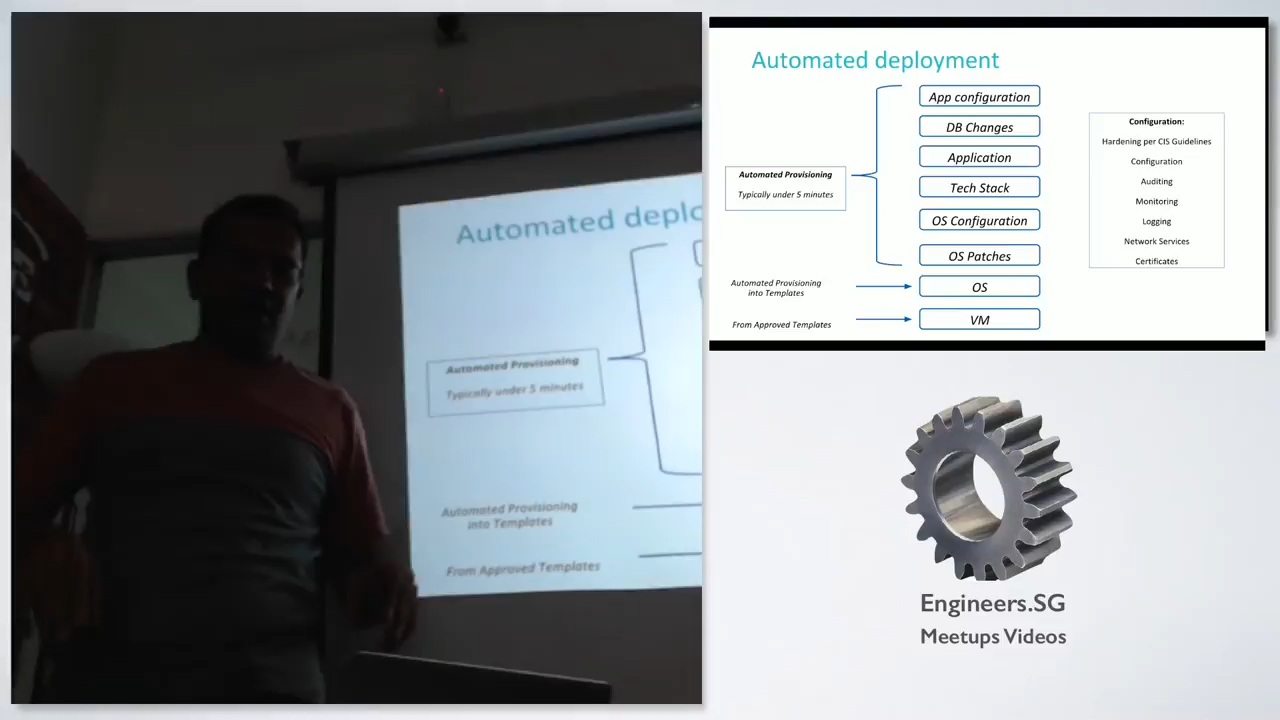 Automated deplo
Automated Provisioning
Typically under 5 minutes
Automated Provisioning
into Templates
From Approved Templates
Automated deployment
App configuration
DB Changes
Application
Automated Provisioning
Typically under 5 minutes
Tech Stack
OS Configuration
OS Patches
Automated Provisioning
into Templates
OS
From Approved Templates
VM
Configuration:
Hardening per CIS Guidelines
Configuration
Auditing
Monitoring
Logging
Network Services
Certificates
Engineers.SG
Meetups Videos